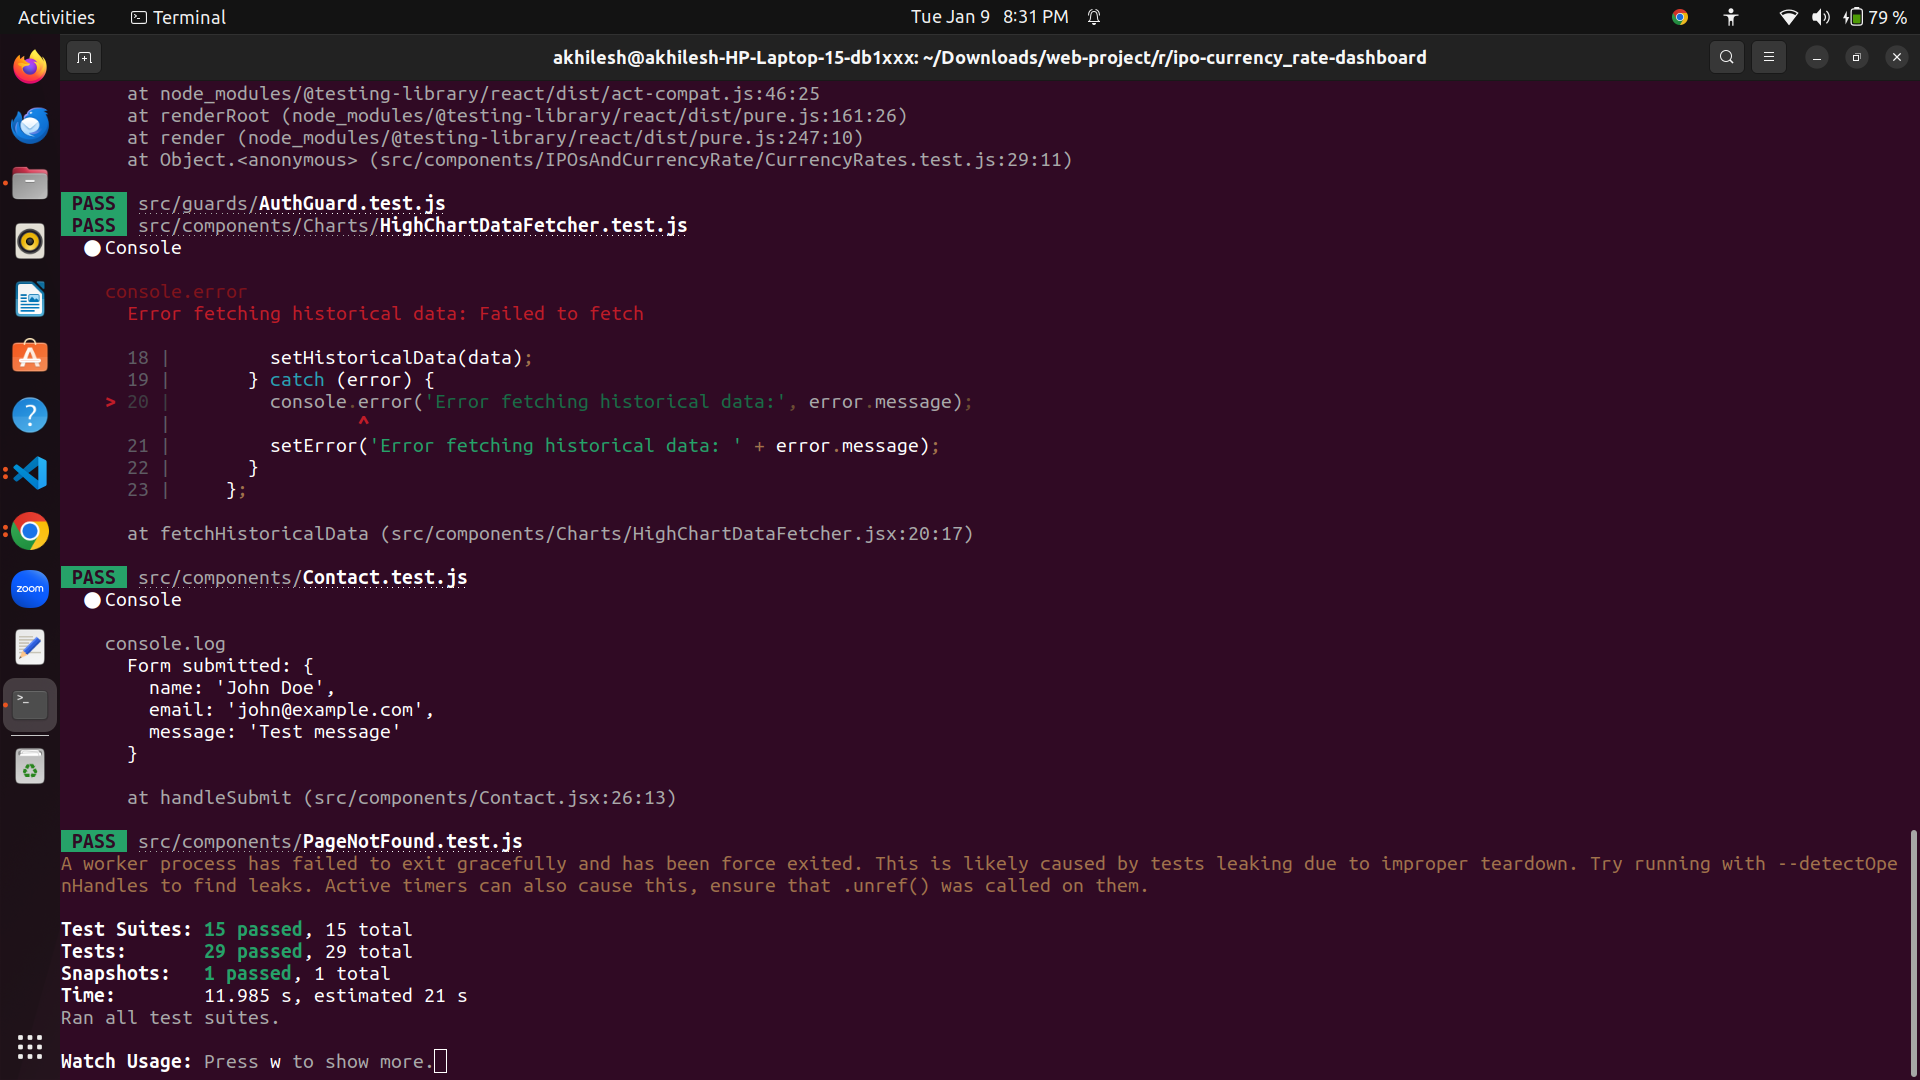 Activities Terminal Tue Jan 9 8:31 PM 79 %
akhilesh@akhilesh-HP-Laptop-15-db1xxx: ~/Downloads/web-project/r/ipo-currency_rate-dashboard
at node_modules/@testing-library/react/dist/act-compat.js:46:25
at renderRoot (node_modules/@testing-library/react/dist/pure.js:161:26)
at render (node_modules/@testing-library/react/dist/pure.js:247:10)
at Object.<anonymous> (src/components/IPOsAndCurrencyRate/CurrencyRates.test.js:29:11)
PASS src/guards/AuthGuard.test.js
PASS src/components/Charts/HighChartDataFetcher.test.js
● Console
console.error
Error fetching historical data: Failed to fetch
18 | setHistoricalData(data);
19 | } catch (error) {
> 20 | console.error('Error fetching historical data:', error.message);
| ^
21 | setError('Error fetching historical data: ' + error.message);
22 | }
23 | };
at fetchHistoricalData (src/components/Charts/HighChartDataFetcher.jsx:20:17)
PASS src/components/Contact.test.js
● Console
zoom
console.log
Form submitted: {
name: 'John Doe',
email: 'john@example.com',
message: 'Test message'
}
at handleSubmit (src/components/Contact.jsx:26:13)
PASS src/components/PageNotFound.test.js
A worker process has failed to exit gracefully and has been force exited. This is likely caused by tests leaking due to improper teardown. Try running with --detectOpe
nHandles to find leaks. Active timers can also cause this, ensure that .unref() was called on them.
Test Suites: 15 passed, 15 total
Tests: 29 passed, 29 total
Snapshots: 1 passed, 1 total
Time: 11.985 s, estimated 21 s
Ran all test suites.
Watch Usage: Press w to show more.